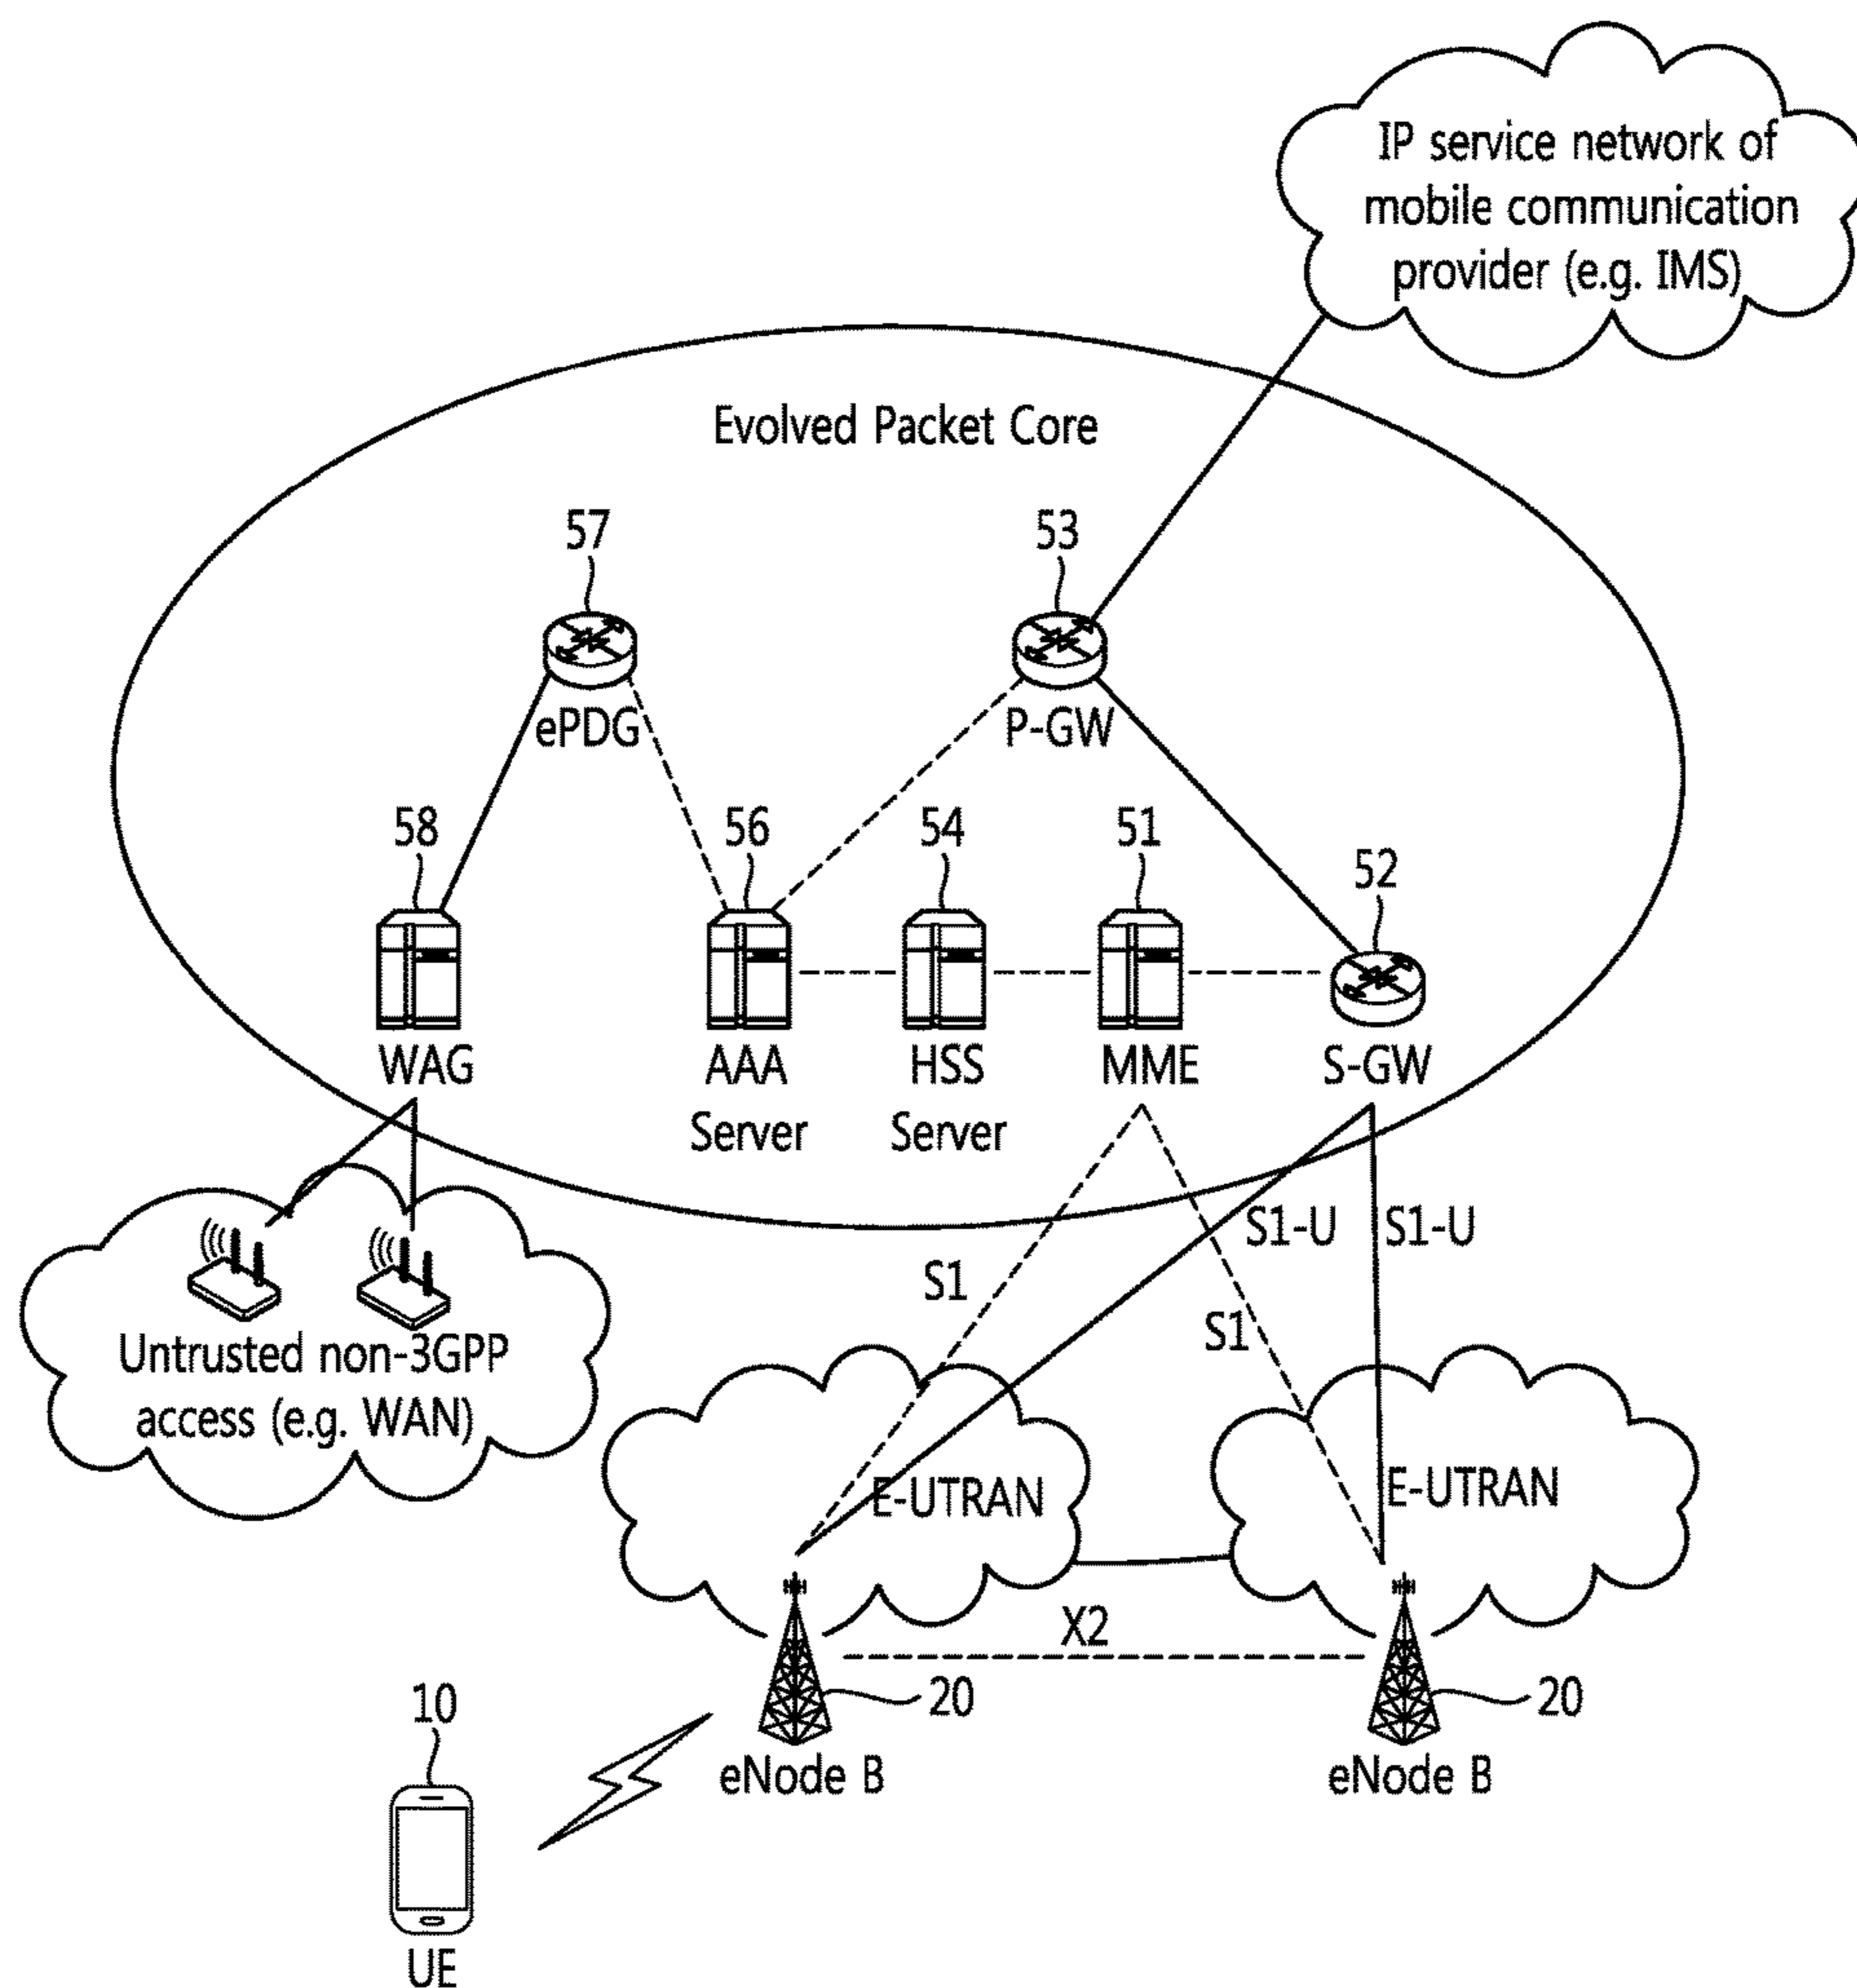 IP service network of
mobile communication
provider (e.g. IMS)
Evolved Packet Core
57
53
ePDG
P-GW
58
56
54
51
52
WAG
AAA
Server
HSS
Server
MME
S-GW
S1-U
S1-U
S1
S1
Untrusted non-3GPP
access (e.g. WAN)
E-UTRAN
E-UTRAN
X2
10
20
20
eNode B
eNode B
UE